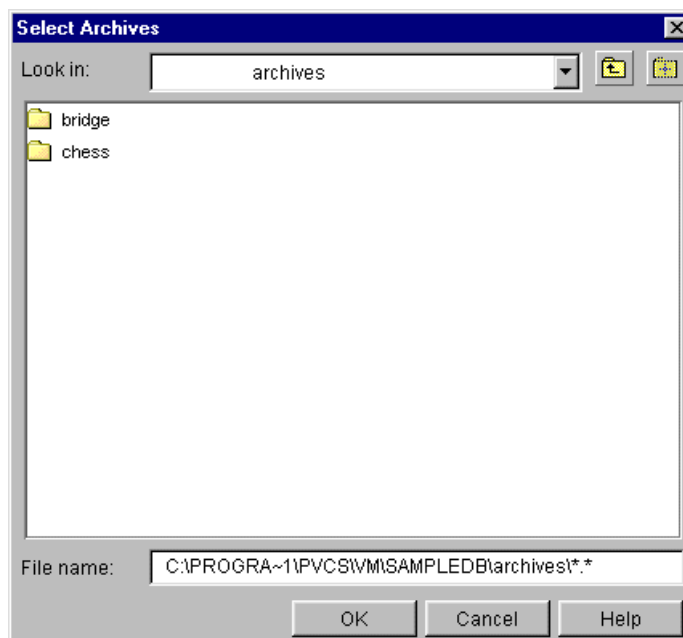 Select Archives
Look in: archives
bridge
chess
File name: C:\PROGRA~1\PVCS\VM\SAMPLEDB\archives\*.*
OK Cancel Help